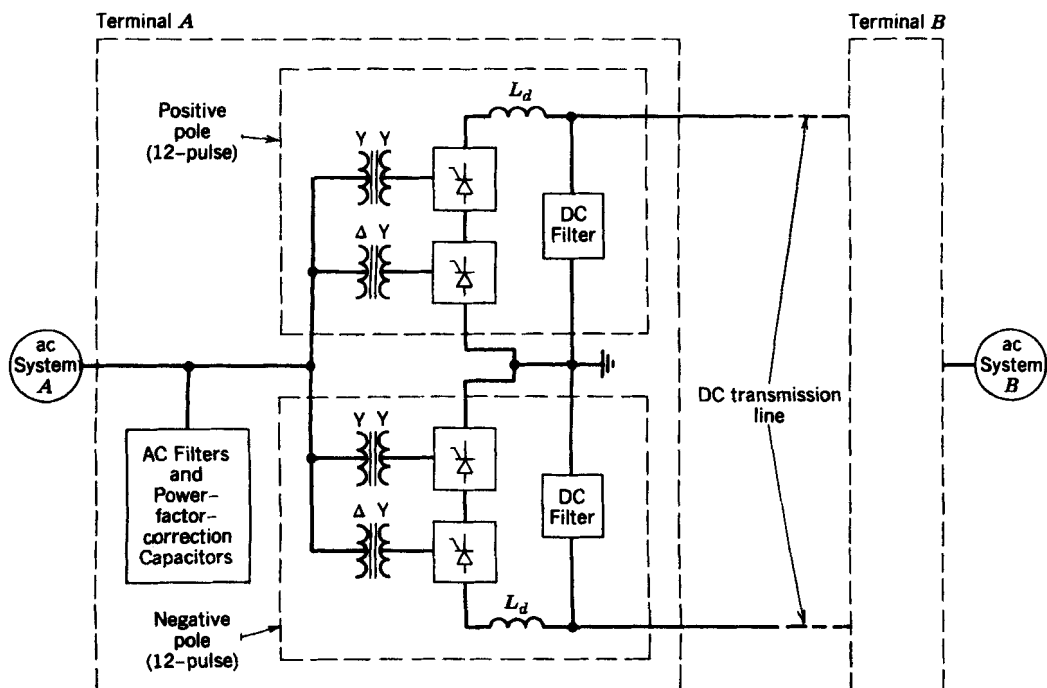 Terminal A
Terminal B
Positive
pole
(12–pulse)
L_d
Y Y
Δ Y
DC
Filter
ac
System
A
AC Filters
and
Power–
factor–
correction
Capacitors
DC transmission
line
ac
System
B
Y Y
Δ Y
DC
Filter
L_d
Negative
pole
(12–pulse)